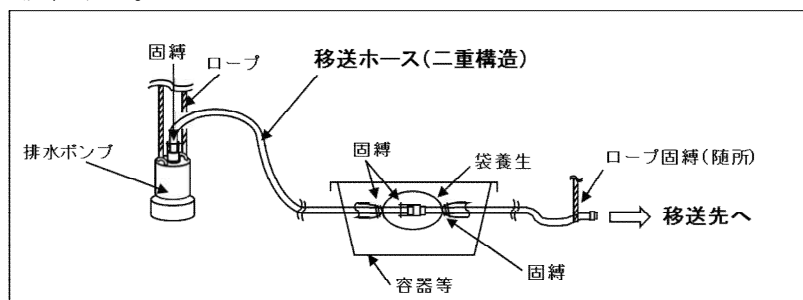 固縛
ロープ
移送ホース(二重構造)
排水ポンプ
固縛
袋養生
ロープ固縛(随所)
移送先へ
固縛
容器等